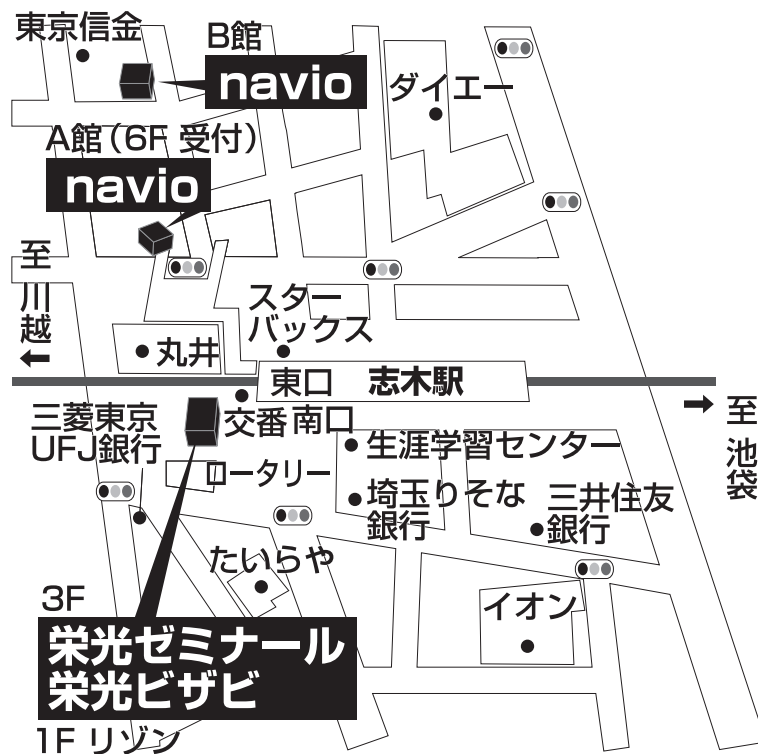 東京信金
B館
navio
ダイエー
A館(6F 受付)
navio
至
川越
←
スター
バックス
丸井
東口 志木駅
→ 至
池袋
三菱東京
UFJ銀行
交番 南口
生涯学習センター
ロータリー
埼玉りそな
銀行
三井住友
銀行
たいらや
イオン
3F
栄光ゼミナール
栄光ビザビ
1F リゾン